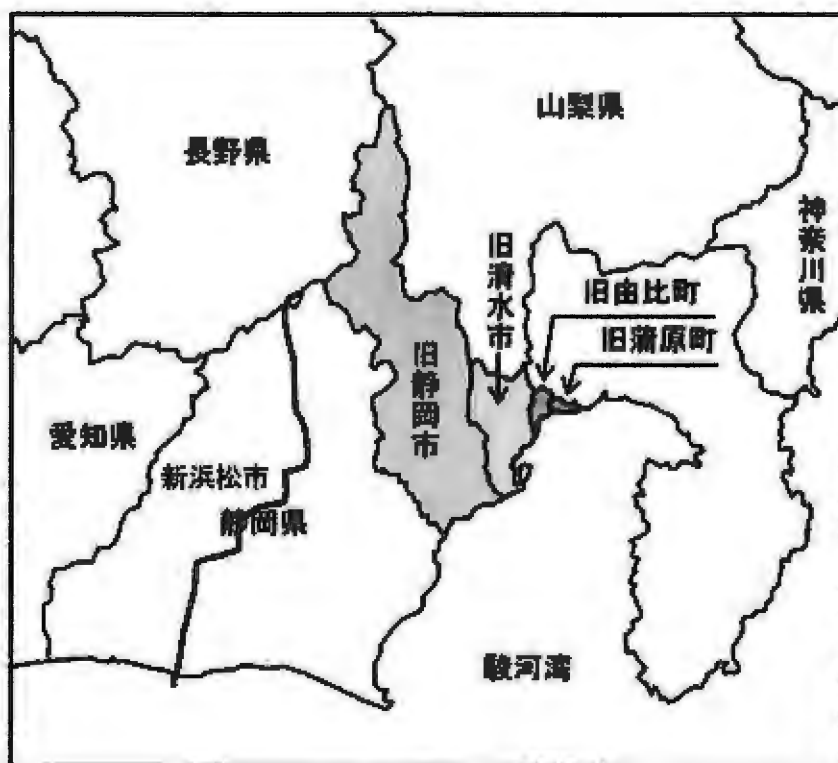 山梨県
長野県
神奈川県
旧清水市
旧由比町
旧蒲原町
旧静岡市
愛知県
新浜松市
静岡県
駿河湾